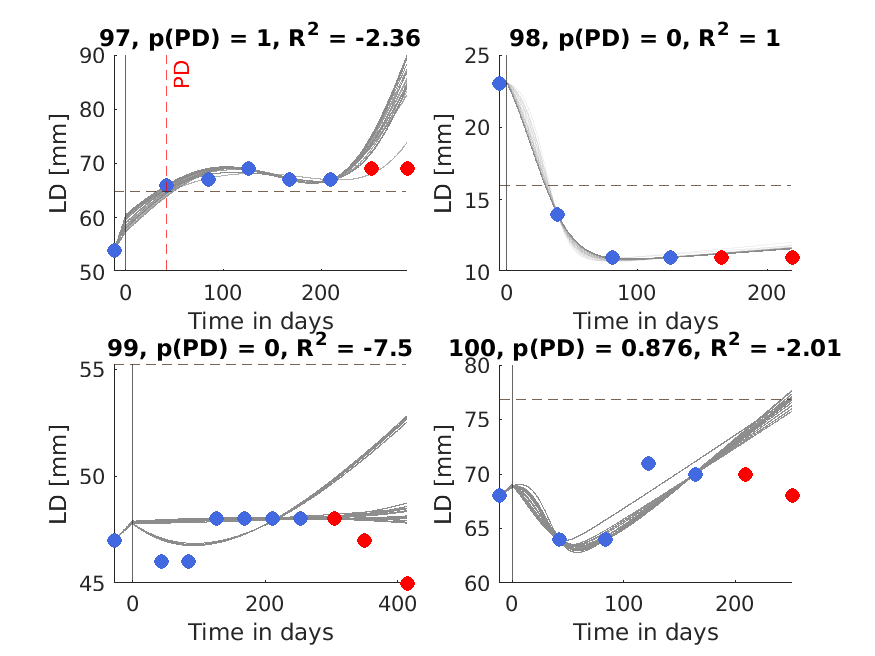 97, p(PD) = 1, R² = -2.36
90
80
70
60
50
LD [mm]
PD
0 100 200
Time in days
98, p(PD) = 0, R² = 1
25
20
15
10
LD [mm]
0 100 200
Time in days
99, p(PD) = 0, R² = -7.5
55
50
45
LD [mm]
0 200 400
Time in days
100, p(PD) = 0.876, R² = -2.01
80
75
70
65
60
LD [mm]
0 100 200
Time in days